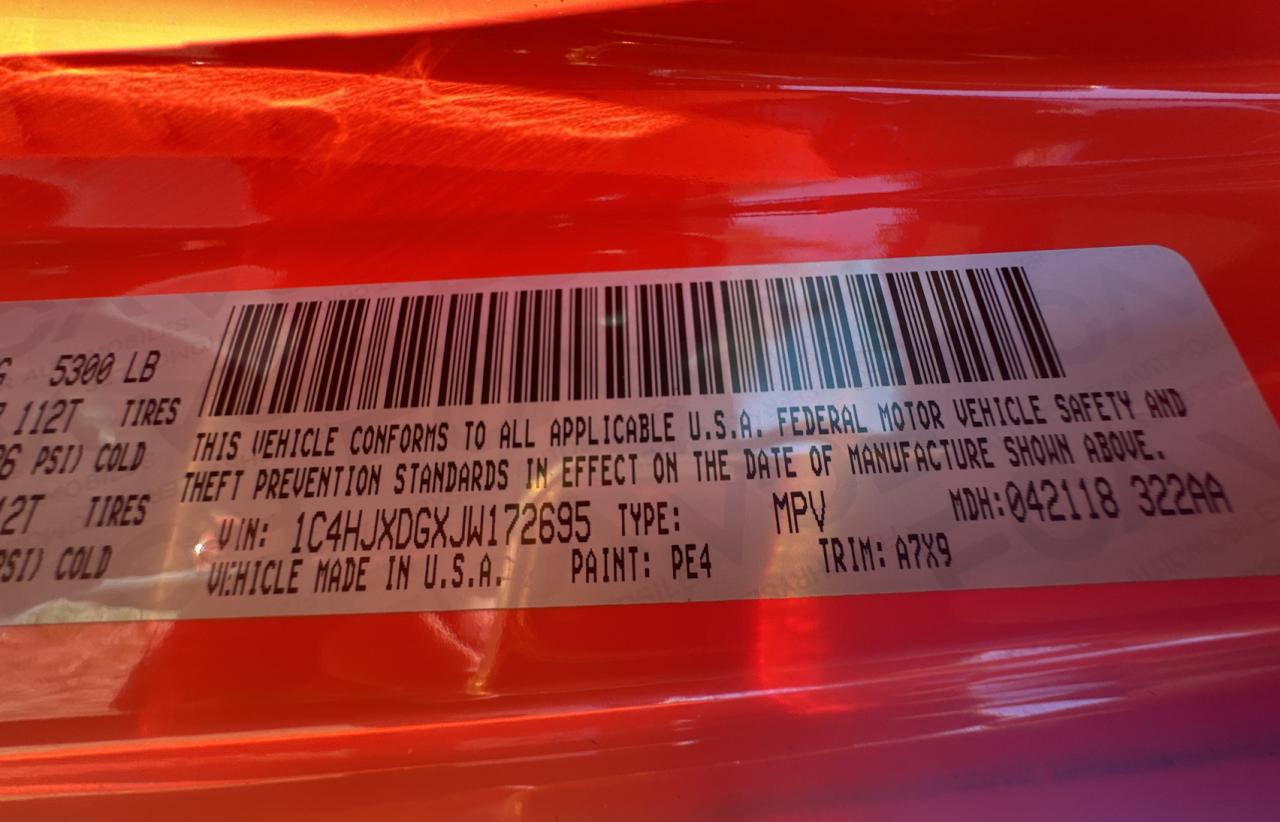 5300 LB
112T TIRES
PSI) COLD
TIRES
PSI) COLD
THIS VEHICLE CONFORMS TO ALL APPLICABLE U.S.A. FEDERAL MOTOR VEHICLE SAFETY AND
THEFT PREVENTION STANDARDS IN EFFECT ON THE DATE OF MANUFACTURE SHOWN ABOVE.
VIN: 1C4HJXDGXJW172695 TYPE: MPV MDH:042118 322AA
VEHICLE MADE IN U.S.A. PAINT: PE4 TRIM: A7X9